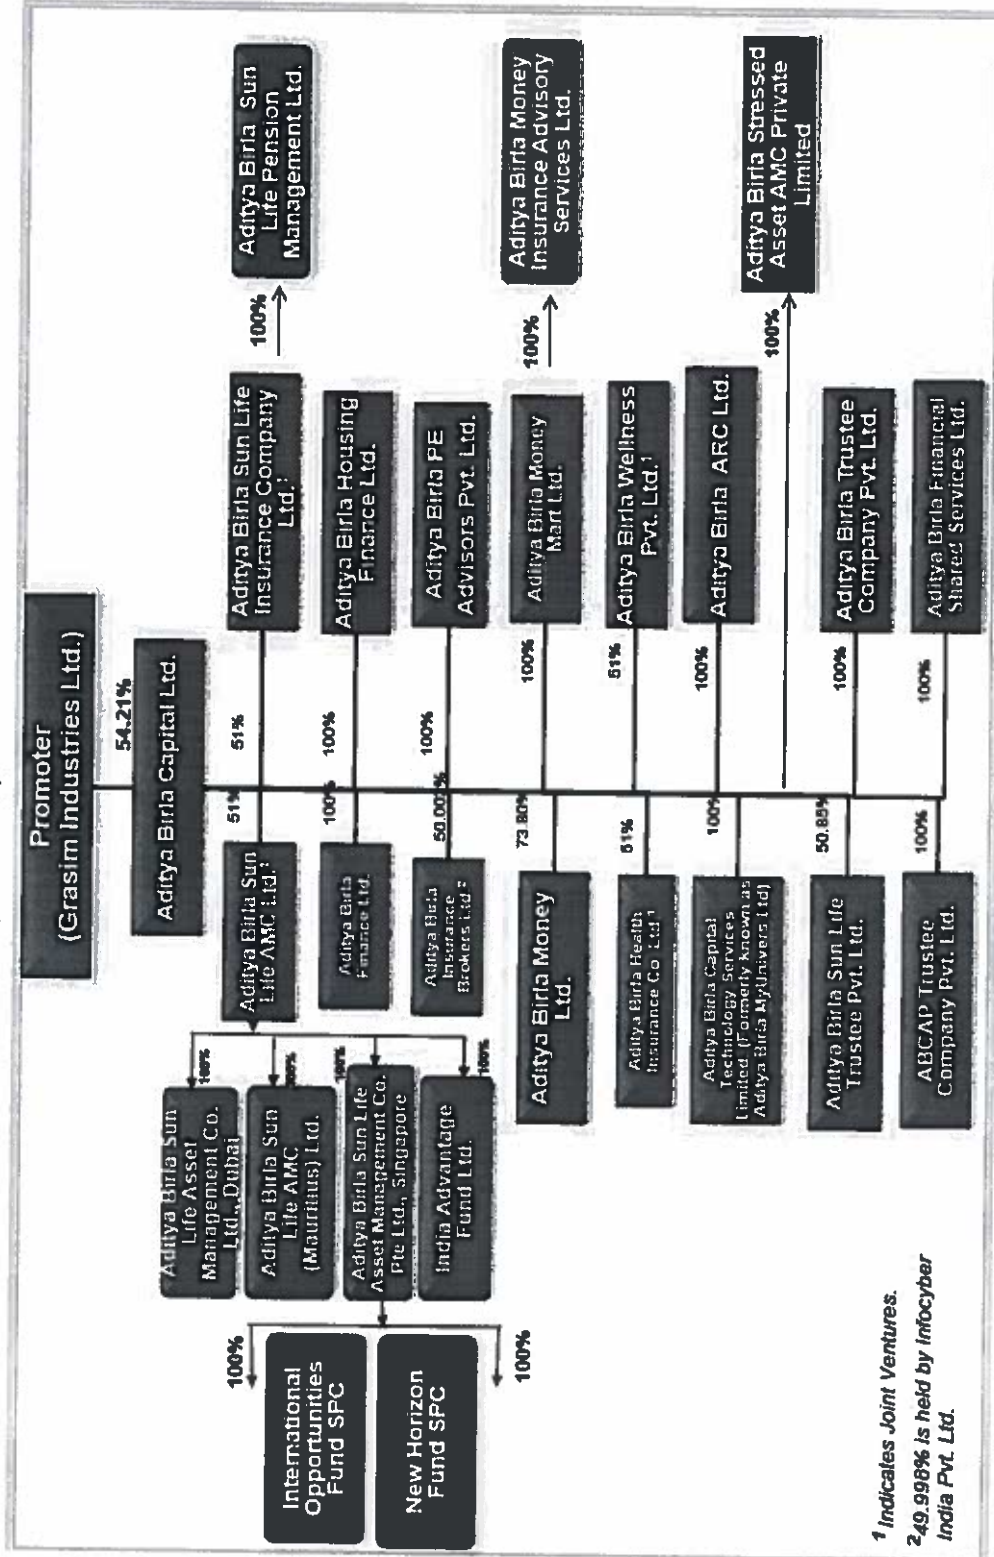 Promoter
(Grasim Industries Ltd.)
54.21%
Aditya Birla Capital Ltd.
51%
51%
Aditya Birla Sun
Life AMC Ltd.¹
Aditya Birla Sun Life
Insurance Company
Ltd.¹
100%
Aditya Birla Sun
Life Pension
Management Ltd.
Aditya Birla Sun
Life Asset
Management Co.
Ltd., Dubai
100%
Aditya Birla Sun
Life AMC
(Mauritius) Ltd.
100%
Aditya Birla Sun Life
Asset Management Co.
Pte Ltd., Singapore
100%
India Advantage
Fund Ltd.
100%
100%
International
Opportunities
Fund SPC
New Horizon
Fund SPC
100%
100%
100%
Aditya Birla
Finance Ltd.
Aditya Birla Housing
Finance Ltd.
50.002%
100%
Aditya Birla
Insurance
Brokers Ltd²
Aditya Birla PE
Advisors Pvt. Ltd.
73.80%
100%
Aditya Birla Money
Ltd.
Aditya Birla Money
Mart Ltd.
100%
Aditya Birla Money
Insurance Advisory
Services Ltd.
51%
51%
Aditya Birla Health
Insurance Co Ltd¹
Aditya Birla Wellness
Pvt. Ltd.¹
100%
100%
Aditya Birla Capital
Technology Services
Limited (Formerly known as
Aditya Birla MyUnivers Ltd)
Aditya Birla ARC Ltd.
100%
Aditya Birla Stressed
Asset AMC Private
Limited
50.85%
100%
Aditya Birla Sun Life
Trustee Pvt. Ltd.
Aditya Birla Trustee
Company Pvt. Ltd.
100%
100%
ABCAP Trustee
Company Pvt. Ltd.
Aditya Birla Financial
Shared Services Ltd.
¹ Indicates Joint Ventures.
²49.998% is held by Infocyber
India Pvt. Ltd.